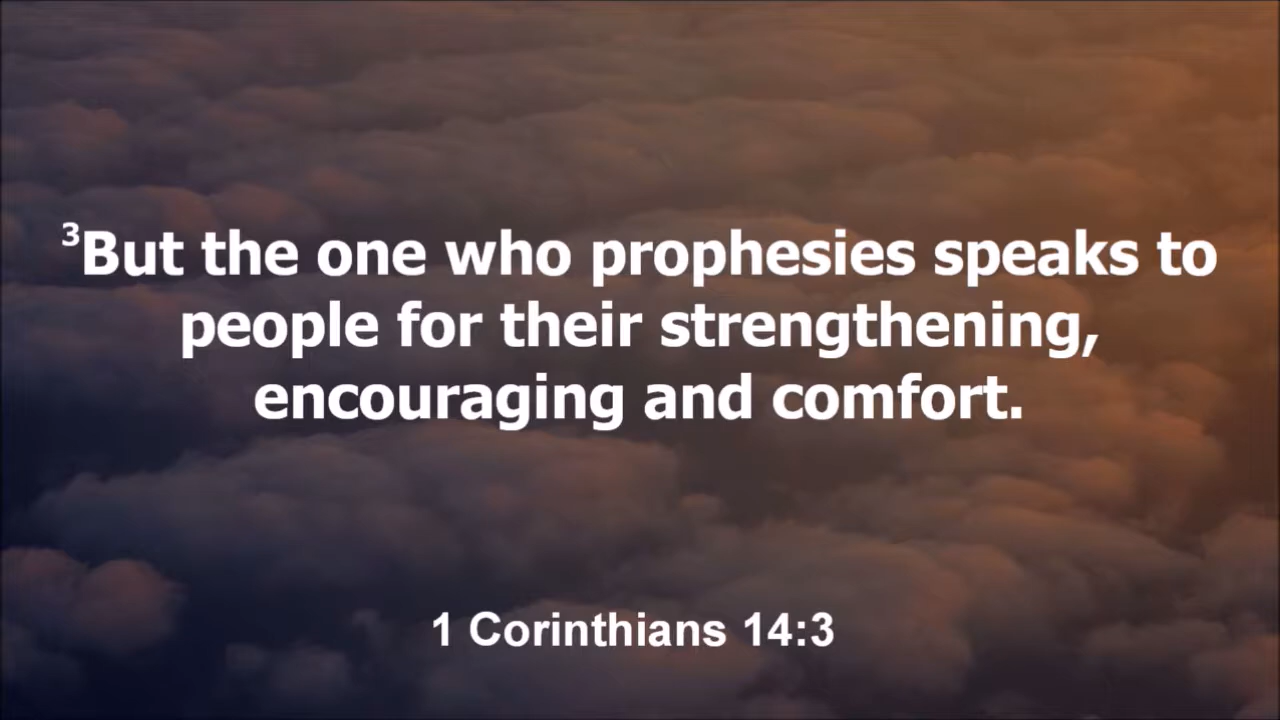 ³But the one who prophesies speaks to
people for their strengthening,
encouraging and comfort.
1 Corinthians 14:3